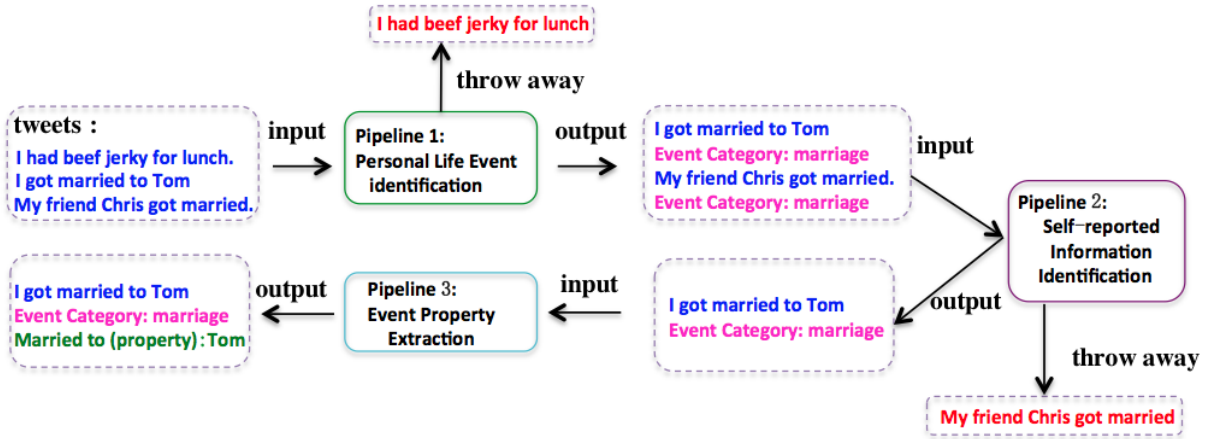 I had beef jerky for lunch
throw away
tweets :
I had beef jerky for lunch.
I got married to Tom
My friend Chris got married.
input
Pipeline 1:
Personal Life Event
identification
output
I got married to Tom
Event Category: marriage
My friend Chris got married.
Event Category: marriage
input
Pipeline 2:
Self-reported
Information
Identification
output
throw away
My friend Chris got married
I got married to Tom
Event Category: marriage
input
Pipeline 3:
Event Property
Extraction
output
I got married to Tom
Event Category: marriage
Married to (property): Tom